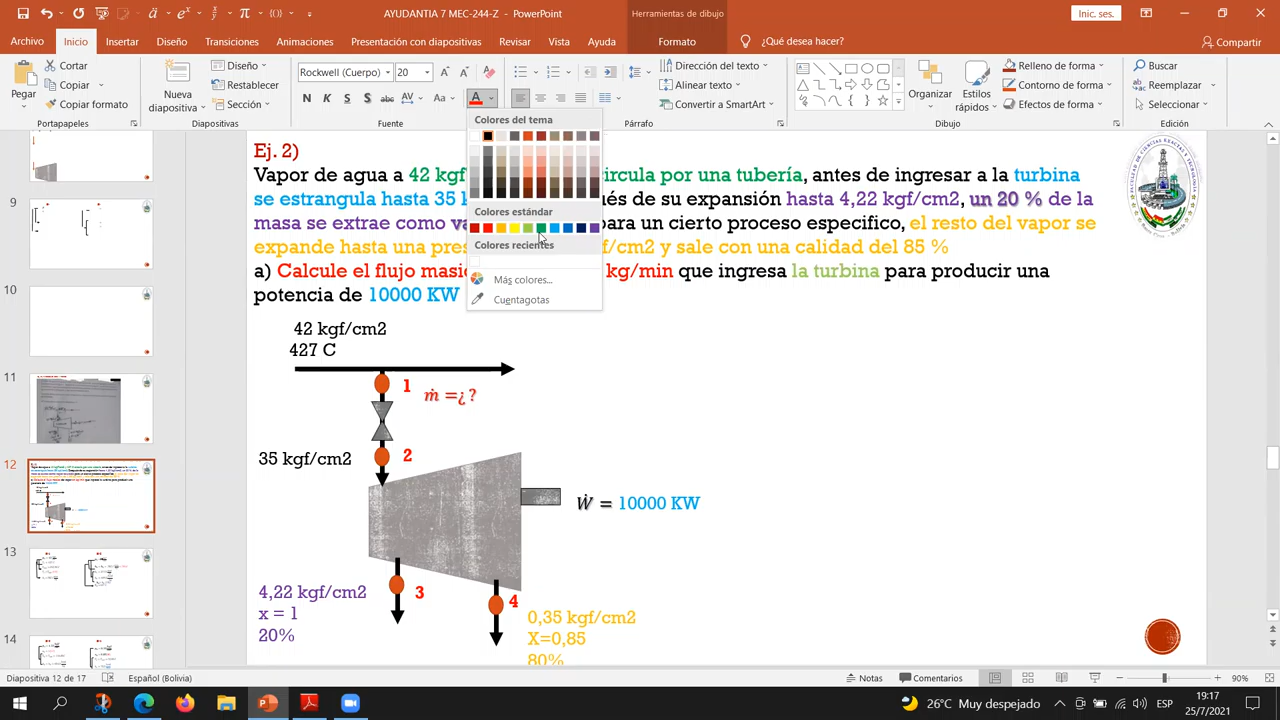 AYUDANTIA 7 MEC-244-Z - PowerPoint
Herramientas de dibujo
Inic. ses.
Archivo
Inicio
Insertar
Diseño
Transiciones
Animaciones
Presentación con diapositivas
Revisar
Vista
Ayuda
Formato
¿Qué desea hacer?
Compartir
Pegar
Cortar
Copiar
Copiar formato
Portapapeles
Nueva
diapositiva
Diseño
Restablecer
Sección
Diapositivas
Rockwell (Cuerpo)
20
N K S S abc AV Aa A
Fuente
Dirección del texto
Alinear texto
Convertir a SmartArt
Párrafo
Organizar
Estilos
rápidos
Relleno de forma
Contorno de forma
Efectos de forma
Dibujo
Buscar
Reemplazar
Seleccionar
Edición
Colores del tema
Colores estándar
Colores recientes
Más colores...
Cuentagotas
9
10
11
12
13
14
Ej. 2)
Vapor de agua a 42 kgf circula por una tubería, antes de ingresar a la turbina
se estrangula hasta 35 k és de su expansión hasta 4,22 kgf/cm2, un 20 % de la
masa se extrae como va para un cierto proceso especifico, el resto del vapor se
expande hasta una pres f/cm2 y sale con una calidad del 85 %
a) Calcule el flujo masic kg/min que ingresa la turbina para producir una
potencia de 10000 KW
42 kgf/cm2
427 C
1
ṁ =¿?
35 kgf/cm2
2
Ẇ = 10000 KW
4,22 kgf/cm2
x = 1
20%
3
4
0,35 kgf/cm2
X=0,85
80%
Diapositiva 12 de 17
Español (Bolivia)
Notas
Comentarios
90%
26°C Muy despejado
ESP
19:17
25/7/2021